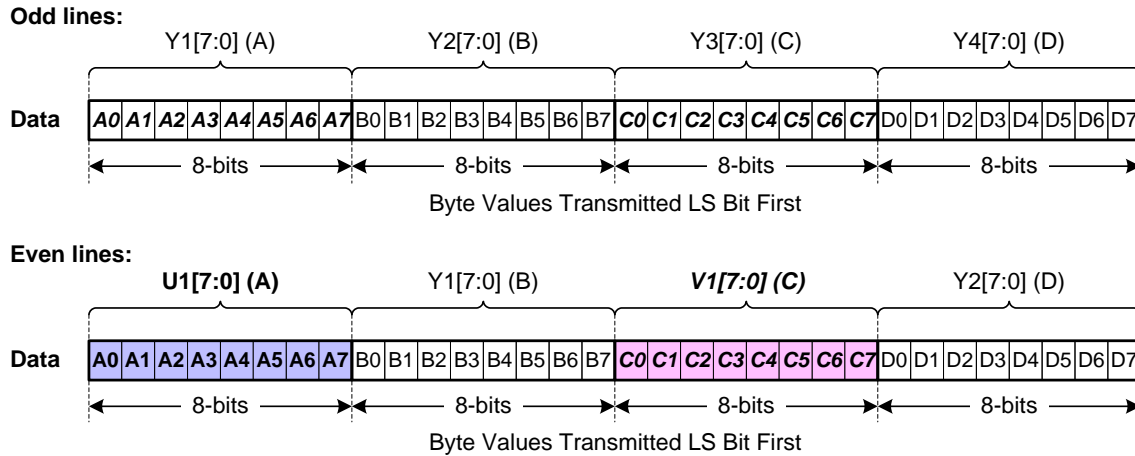 Odd lines:
Y1[7:0] (A) Y2[7:0] (B) Y3[7:0] (C) Y4[7:0] (D)
Data A0 A1 A2 A3 A4 A5 A6 A7 B0 B1 B2 B3 B4 B5 B6 B7 C0 C1 C2 C3 C4 C5 C6 C7 D0 D1 D2 D3 D4 D5 D6 D7
8-bits 8-bits 8-bits 8-bits
Byte Values Transmitted LS Bit First
Even lines:
U1[7:0] (A) Y1[7:0] (B) V1[7:0] (C) Y2[7:0] (D)
Data A0 A1 A2 A3 A4 A5 A6 A7 B0 B1 B2 B3 B4 B5 B6 B7 C0 C1 C2 C3 C4 C5 C6 C7 D0 D1 D2 D3 D4 D5 D6 D7
8-bits 8-bits 8-bits 8-bits
Byte Values Transmitted LS Bit First